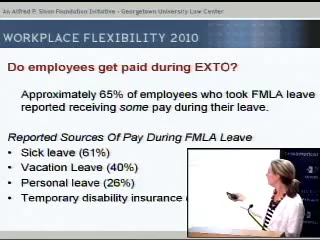 An Alfred P. Sloan Foundation Initiative - Georgetown University Law Center
WORKPLACE FLEXIBILITY 2010
Do employees get paid during EXTO?
Approximately 65% of employees who took FMLA leave
reported receiving some pay during their leave.
Reported Sources Of Pay During FMLA Leave
• Sick leave (61%)
• Vacation Leave (40%)
• Personal leave (26%)
• Temporary disability insurance (